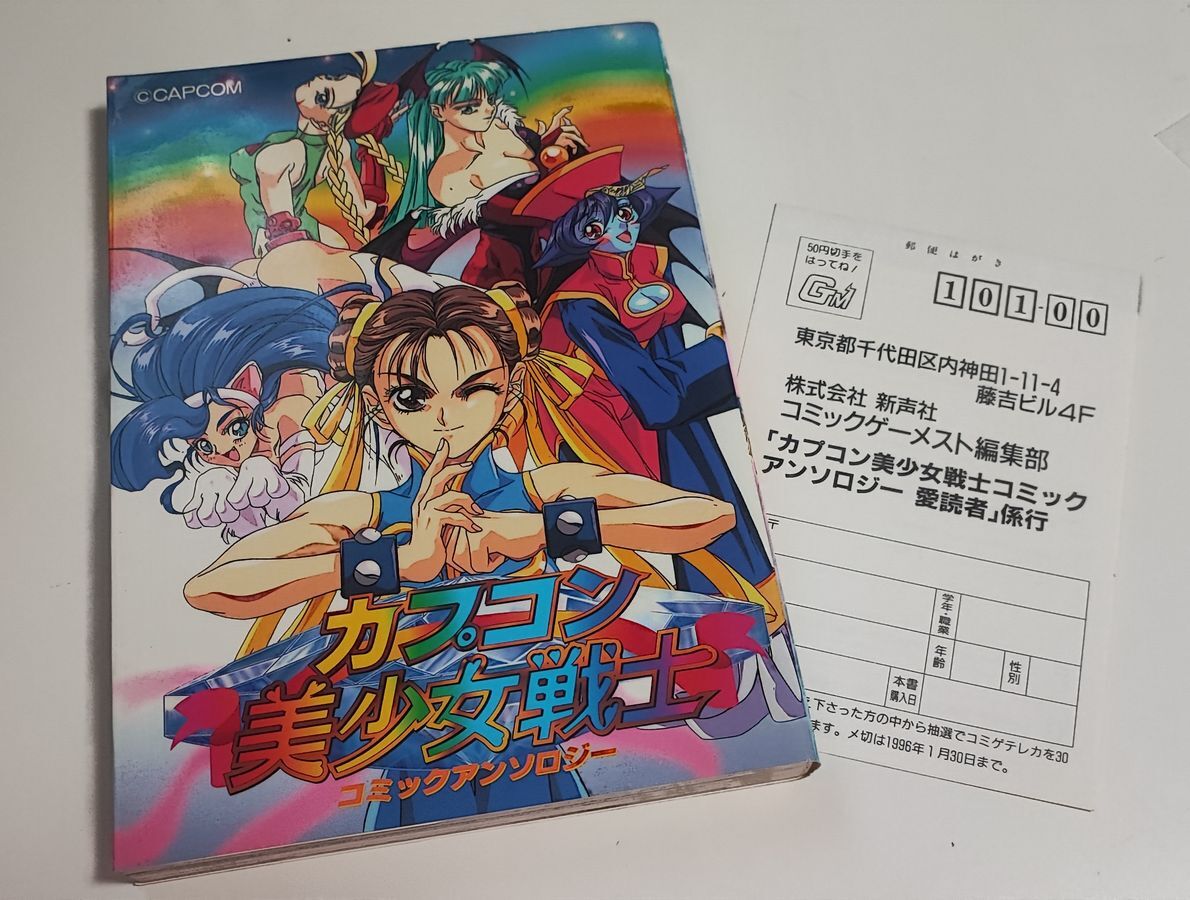 ©CAPCOM
カプコン
美少女戦士
コミックアンソロジー
郵便はがき
50円切手を
はってね!
GM
101-00
東京都千代田区内神田1-11-4
藤吉ビル4F
株式会社 新声社
コミックゲーメスト編集部
「カプコン美少女戦士コミック
アンソロジー 愛読者」係行
〒
学年・職業
年齢
性別
本書
購入日
下さった方の中から抽選でコミゲテレカを30
ます。〆切は1996年1月30日まで。